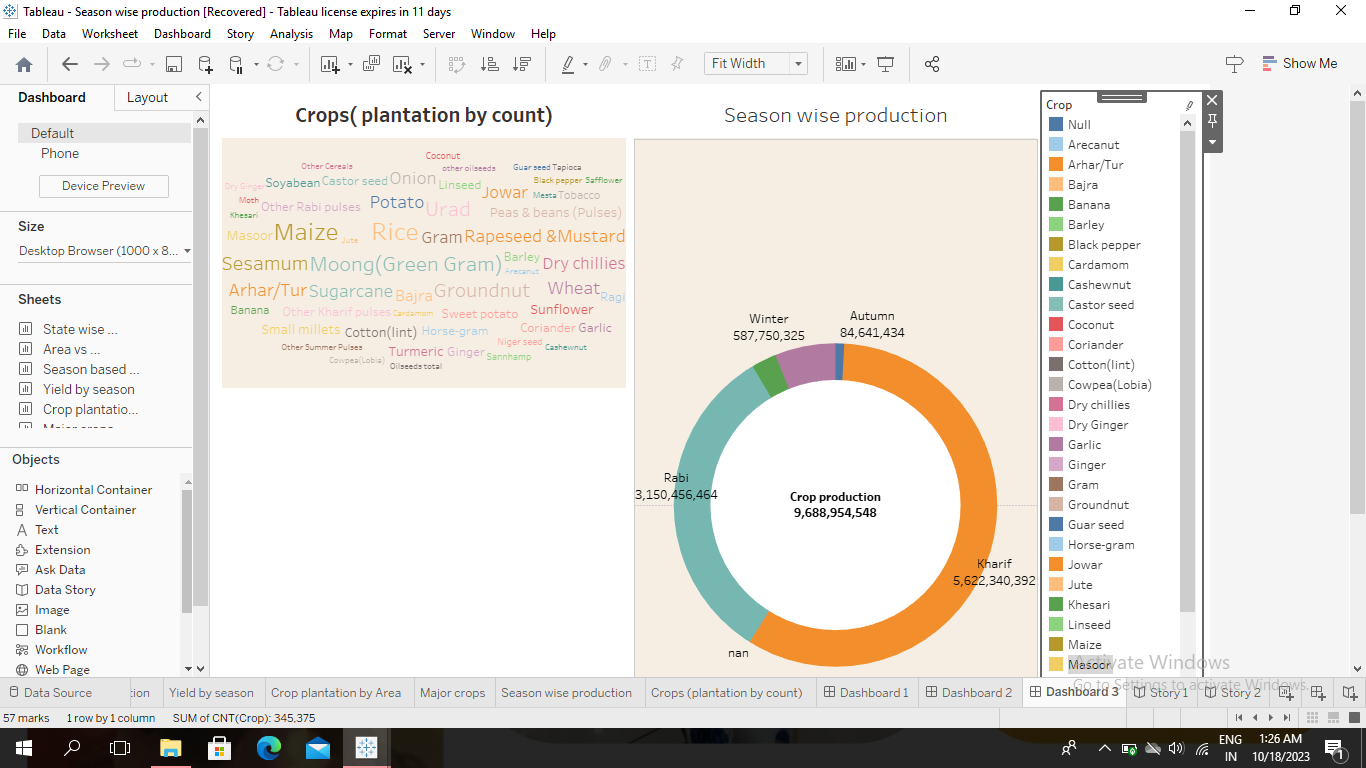 Tableau - Season wise production [Recovered] - Tableau license expires in 11 days
File Data Worksheet Dashboard Story Analysis Map Format Server Window Help
Fit Width
Show Me
Dashboard Layout
Default
Phone
Device Preview
Size
Desktop Browser (1000 x 8...
Sheets
State wise ...
Area vs ...
Season based ...
Yield by season
Crop plantatio...
Objects
Horizontal Container
Vertical Container
Text
Extension
Ask Data
Data Story
Image
Blank
Workflow
Web Page
Crops( plantation by count)
Coconut
Other Cereals other oilseeds Guar seed Tapioca
Dry Ginger Soyabean Castor seed Onion Linseed Black pepper Safflower
Moth Jowar Mesta Tobacco
Khesari Other Rabi pulses Potato Urad Peas & beans (Pulses)
Masoor Maize Jute Rice Gram Rapeseed &Mustard
Sesamum Moong(Green Gram) Barley Dry chillies
Arecanut
Arhar/Tur Sugarcane Bajra Groundnut Wheat Ragi
Banana Other Kharif pulses Cardamom Sweet potato Sunflower
Small millets Cotton(lint) Horse-gram Coriander Garlic
Other Summer Pulses Niger seed Cashewnut
Cowpea(Lobia) Turmeric Ginger Sannhamp
Oilseeds total
Season wise production
Winter
587,750,325
Autumn
84,641,434
Rabi
3,150,456,464
Crop production
9,688,954,548
Kharif
5,622,340,392
nan
Crop
Null
Arecanut
Arhar/Tur
Bajra
Banana
Barley
Black pepper
Cardamom
Cashewnut
Castor seed
Coconut
Coriander
Cotton(lint)
Cowpea(Lobia)
Dry chillies
Dry Ginger
Garlic
Ginger
Gram
Groundnut
Guar seed
Horse-gram
Jowar
Jute
Khesari
Linseed
Maize
Masoor
Activate Windows
Go to Settings to activate Windows.
Data Source tion Yield by season Crop plantation by Area Major crops Season wise production Crops (plantation by count) Dashboard 1 Dashboard 2 Dashboard 3 Story 1 Story 2
57 marks 1 row by 1 column SUM of CNT(Crop): 345,375
ENG 1:26 AM
IN 10/18/2023
1